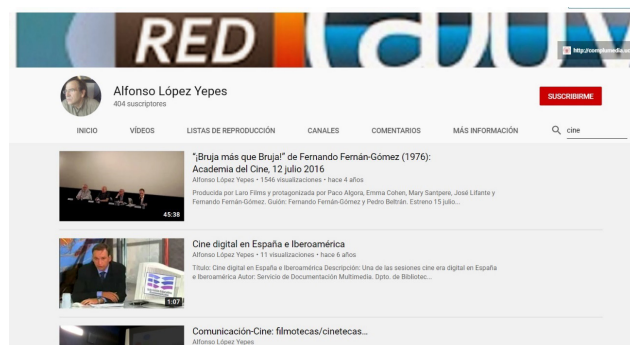 RED
http://complumedia.uc
Alfonso López Yepes
404 suscriptores
SUSCRIBIRME
INICIO VÍDEOS LISTAS DE REPRODUCCIÓN CANALES COMENTARIOS MÁS INFORMACIÓN cine
"¡Bruja más que Bruja!" de Fernando Fernán-Gómez (1976):
Academia del Cine, 12 julio 2016
Alfonso López Yepes • 1546 visualizaciones • hace 4 años
Producida por Laro Films y protagonizada por Paco Algora, Emma Cohen, Mary Santpere, José Lifante y
Fernando Fernán-Gómez. Guión: Fernando Fernán-Gómez y Pedro Beltrán. Estreno 15 julio...
45:38
Cine digital en España e Iberoamérica
Alfonso López Yepes • 11 visualizaciones • hace 6 años
Título: Cine digital en España e Iberoamérica Descripción: Una de las sesiones cine era digital en España
e Iberoamérica Autor: Servicio de Documentación Multimedia. Dpto. de Bibliotec...
1:07
Comunicación-Cine: filmotecas/cinetecas...
Alfonso López Yepes